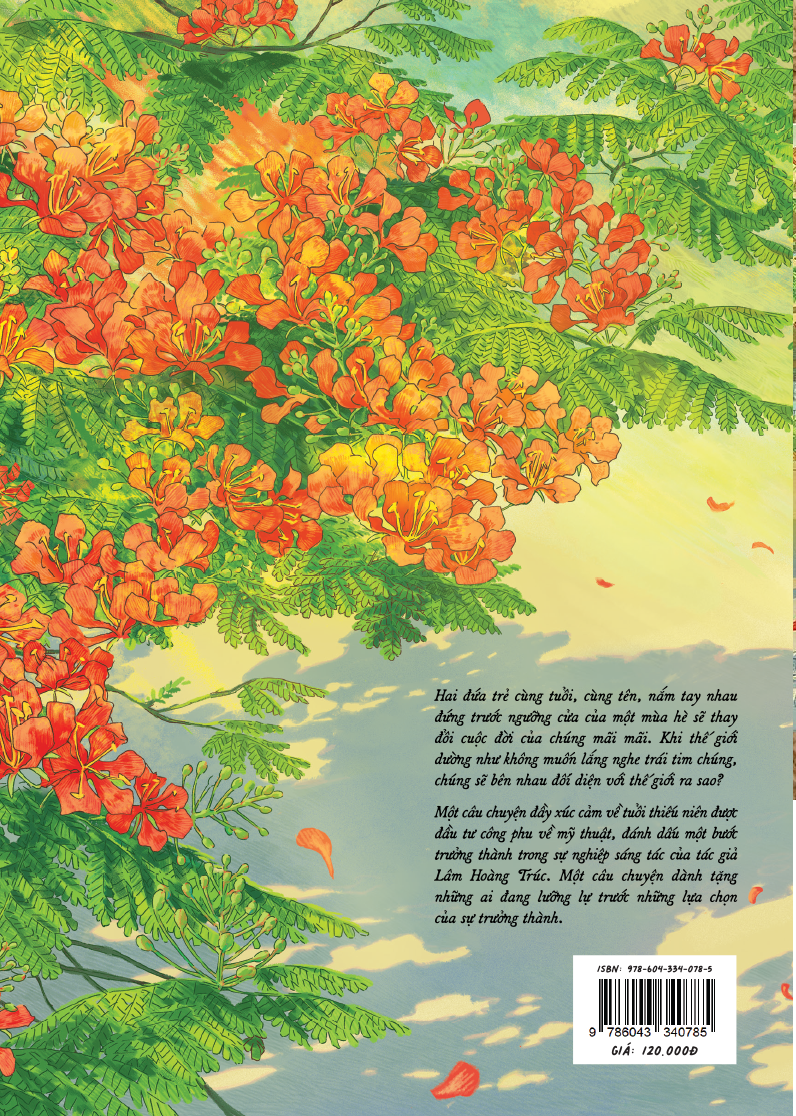 Hai đứa trẻ cùng tuổi, cùng tên, nắm tay nhau
đứng trước ngưỡng cửa của một mùa hè sẽ thay
đổi cuộc đời của chúng mãi mãi. Khi thế giới
dường như không muốn lắng nghe trái tim chúng,
chúng sẽ bên nhau đối diện với thế giới ra sao?
Một câu chuyện đầy xúc cảm về tuổi thiếu niên được
đầu tư công phu về mỹ thuật, đánh dấu một bước
trưởng thành trong sự nghiệp sáng tác của tác giả
Lâm Hoàng Trúc. Một câu chuyện dành tặng
những ai đang lưỡng lự trước những lựa chọn
của sự trưởng thành.
ISBN: 978-604-334-078-5
9 786043 340785
GIÁ: 120.000Đ